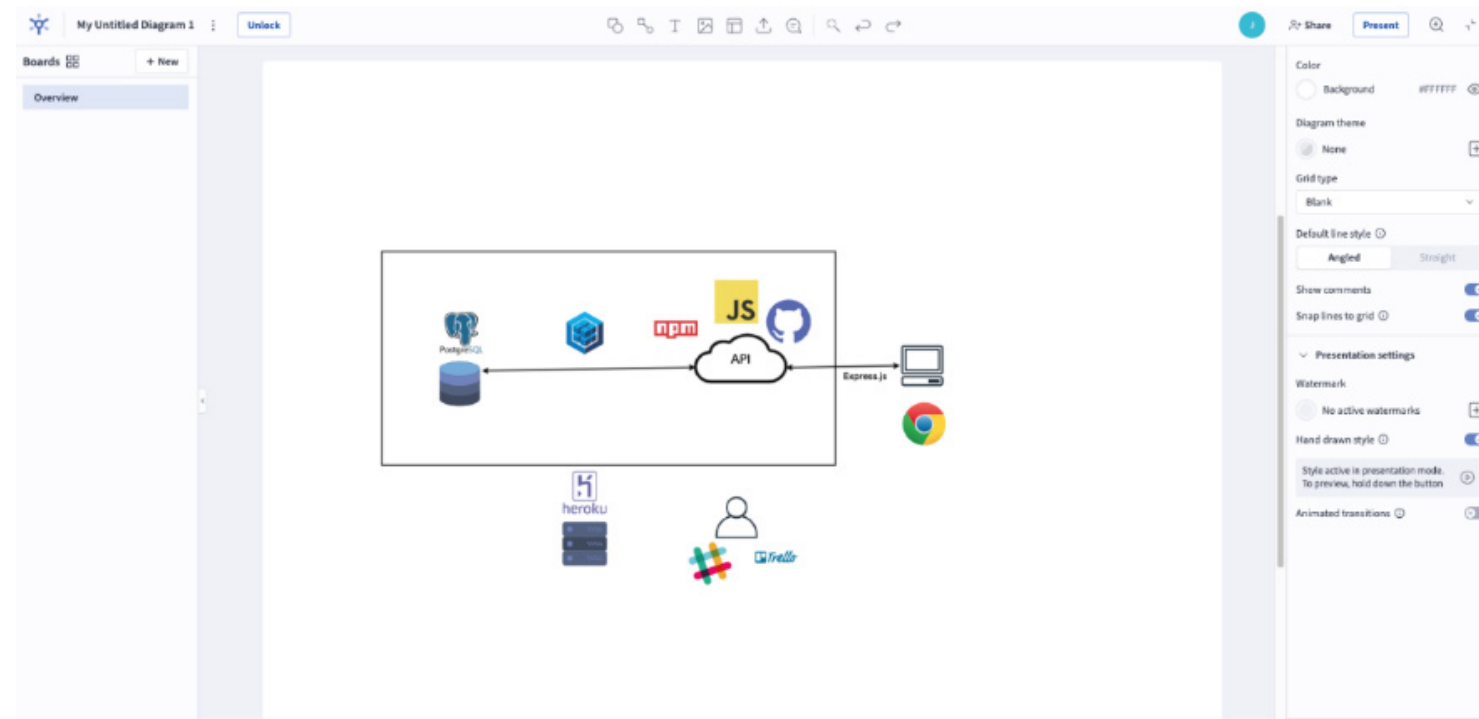 My Untitled Diagram 1
Unlock
J
Share
Present
Boards
+ New
Overview
Color
Background #FFFFFF
Diagram theme
None
Grid type
Blank
Default line style
Angled Straight
Show comments
Snap lines to grid
Presentation settings
Watermark
No active watermarks
Hand drawn style
Style active in presentation mode.
To preview, hold down the button
Animated transitions
PostgreSQL
npm
JS
API
Express.js
heroku
Trello